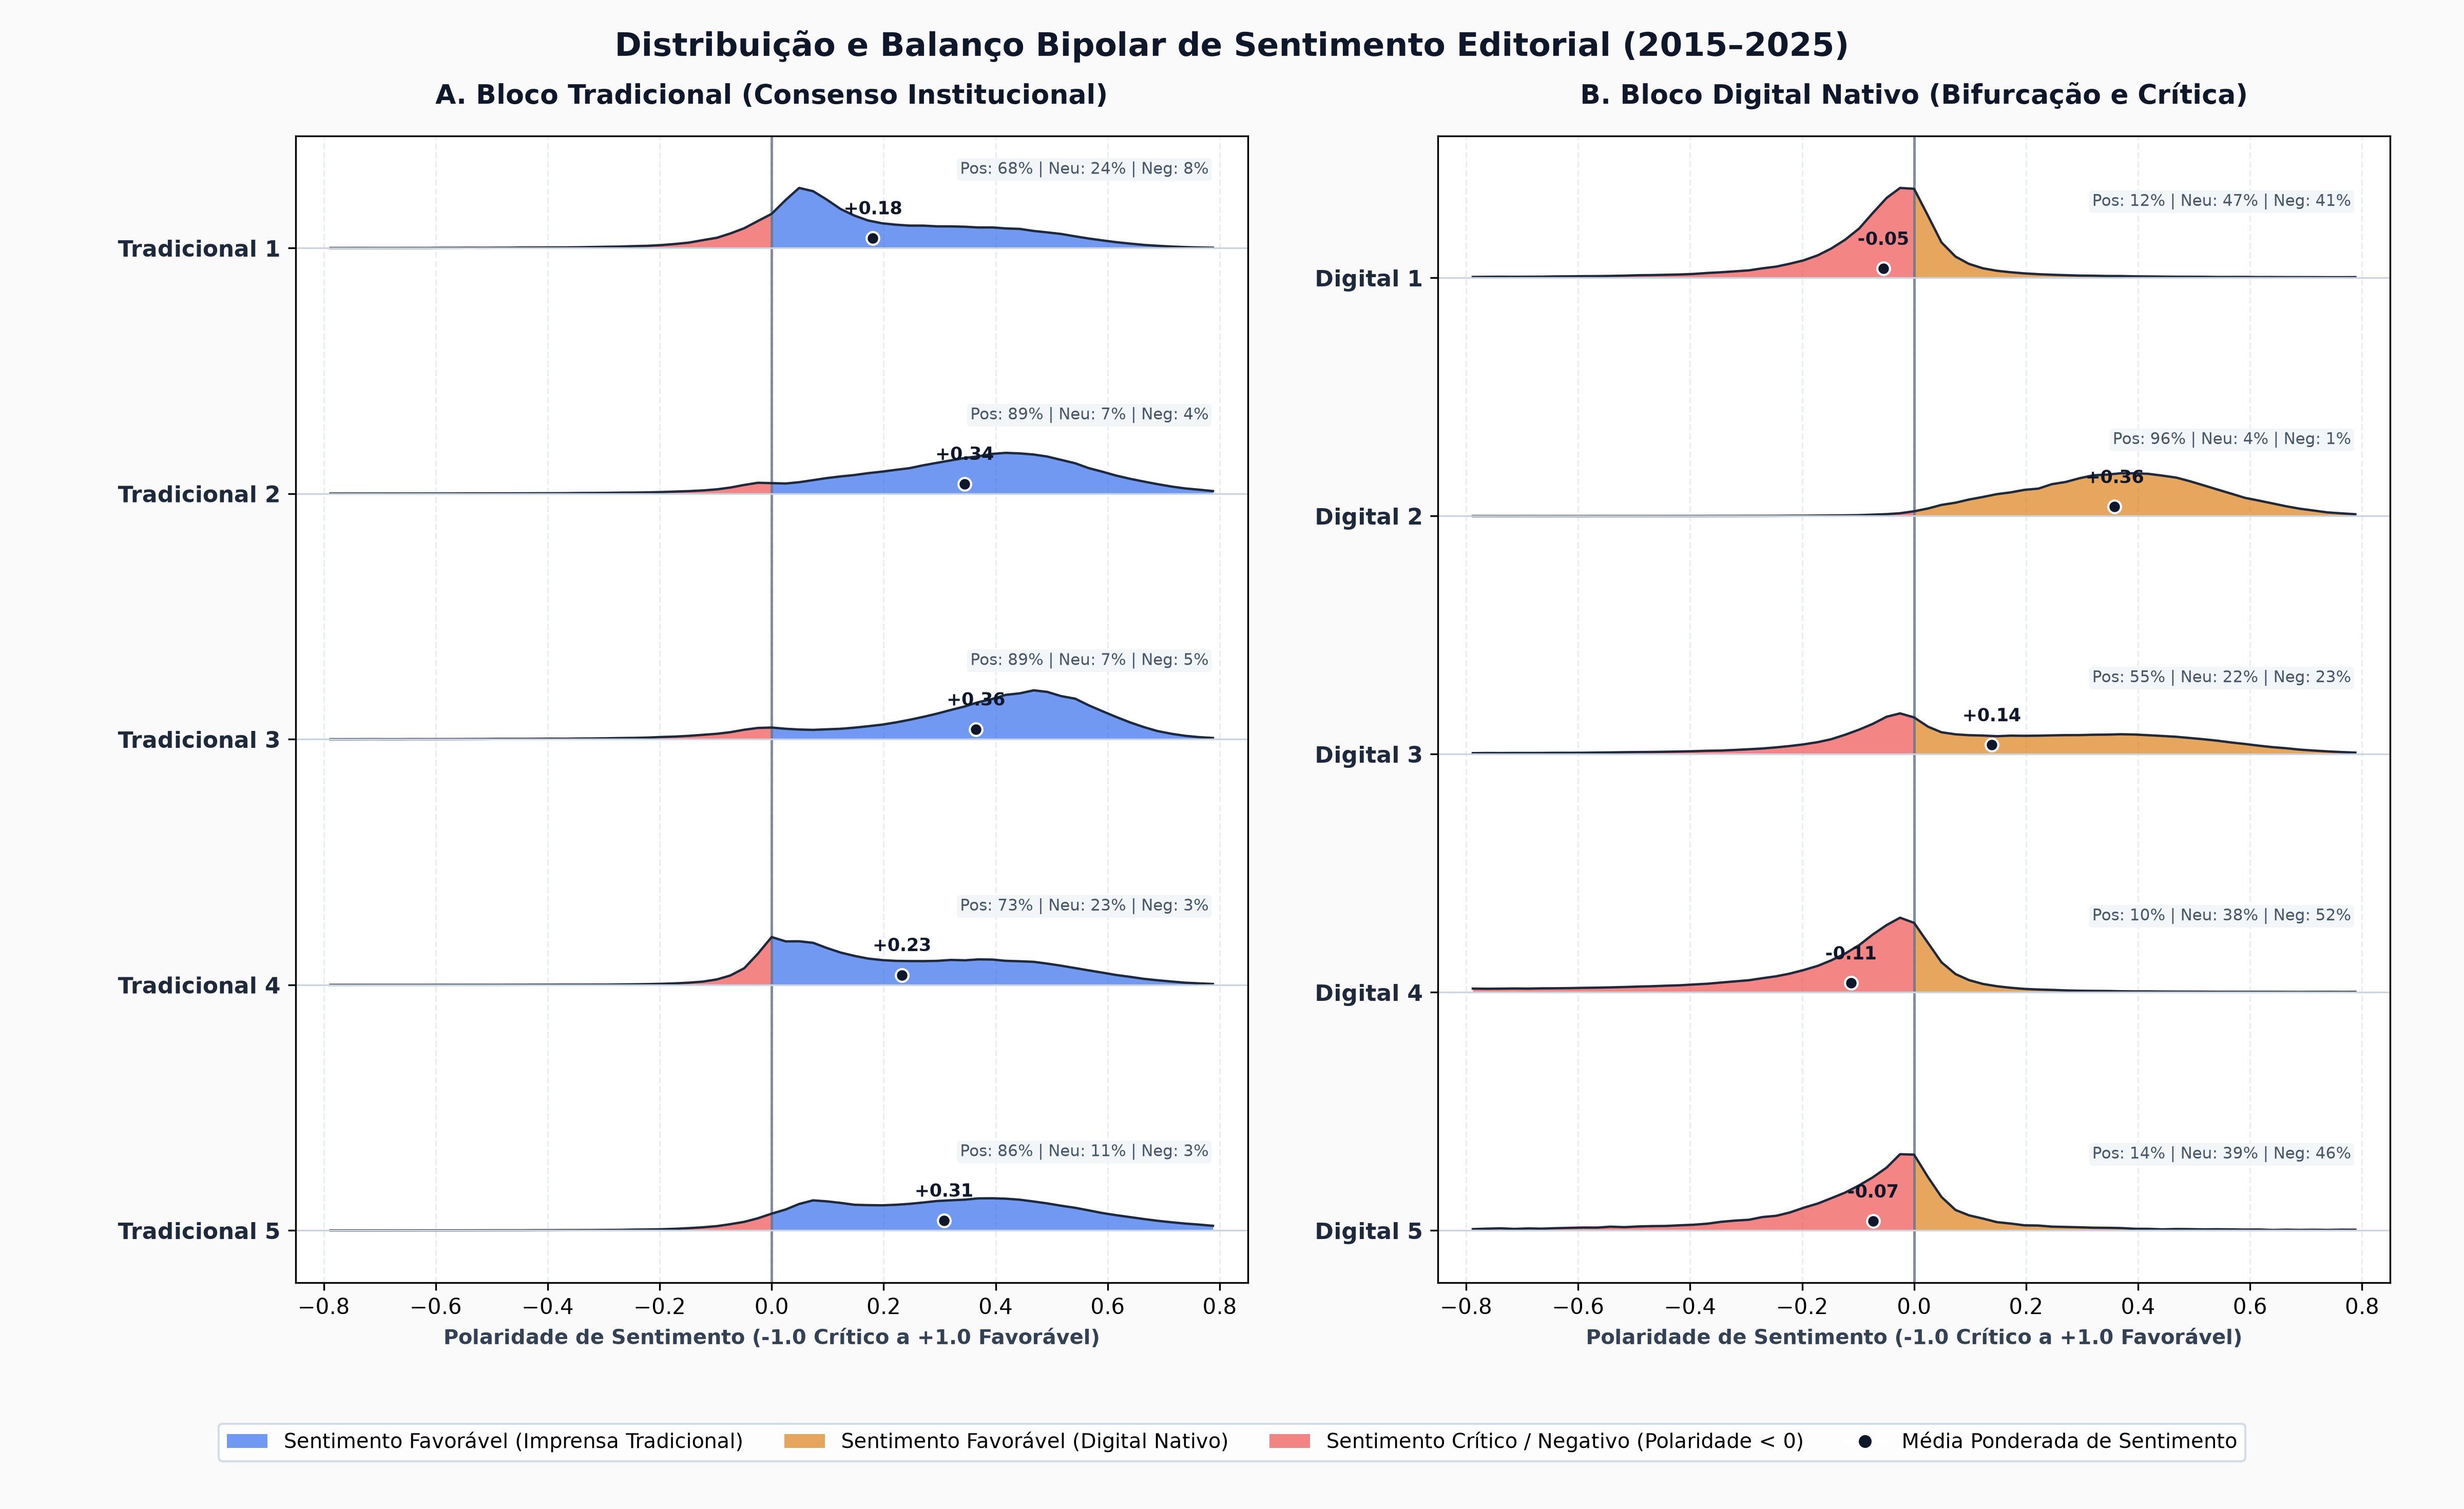 Distribuição e Balanço Bipolar de Sentimento Editorial (2015–2025)
A. Bloco Tradicional (Consenso Institucional)
Tradicional 1
Pos: 68% | Neu: 24% | Neg: 8%
+0.18
Tradicional 2
Pos: 89% | Neu: 7% | Neg: 4%
+0.34
Tradicional 3
Pos: 89% | Neu: 7% | Neg: 5%
+0.36
Tradicional 4
Pos: 73% | Neu: 23% | Neg: 3%
+0.23
Tradicional 5
Pos: 86% | Neu: 11% | Neg: 3%
+0.31
−0.8 −0.6 −0.4 −0.2 0.0 0.2 0.4 0.6 0.8
Polaridade de Sentimento (-1.0 Crítico a +1.0 Favorável)
B. Bloco Digital Nativo (Bifurcação e Crítica)
Digital 1
Pos: 12% | Neu: 47% | Neg: 41%
-0.05
Digital 2
Pos: 96% | Neu: 4% | Neg: 1%
+0.36
Digital 3
Pos: 55% | Neu: 22% | Neg: 23%
+0.14
Digital 4
Pos: 10% | Neu: 38% | Neg: 52%
-0.11
Digital 5
Pos: 14% | Neu: 39% | Neg: 46%
-0.07
−0.8 −0.6 −0.4 −0.2 0.0 0.2 0.4 0.6 0.8
Polaridade de Sentimento (-1.0 Crítico a +1.0 Favorável)
Sentimento Favorável (Imprensa Tradicional)
Sentimento Favorável (Digital Nativo)
Sentimento Crítico / Negativo (Polaridade < 0)
Média Ponderada de Sentimento